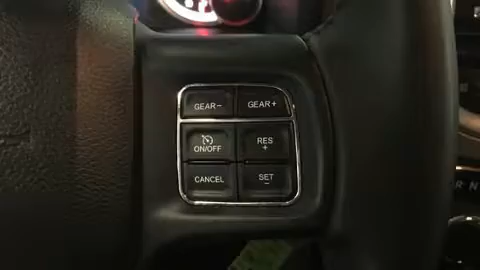 GEAR− GEAR+
ON/OFF RES +
CANCEL SET −
R N